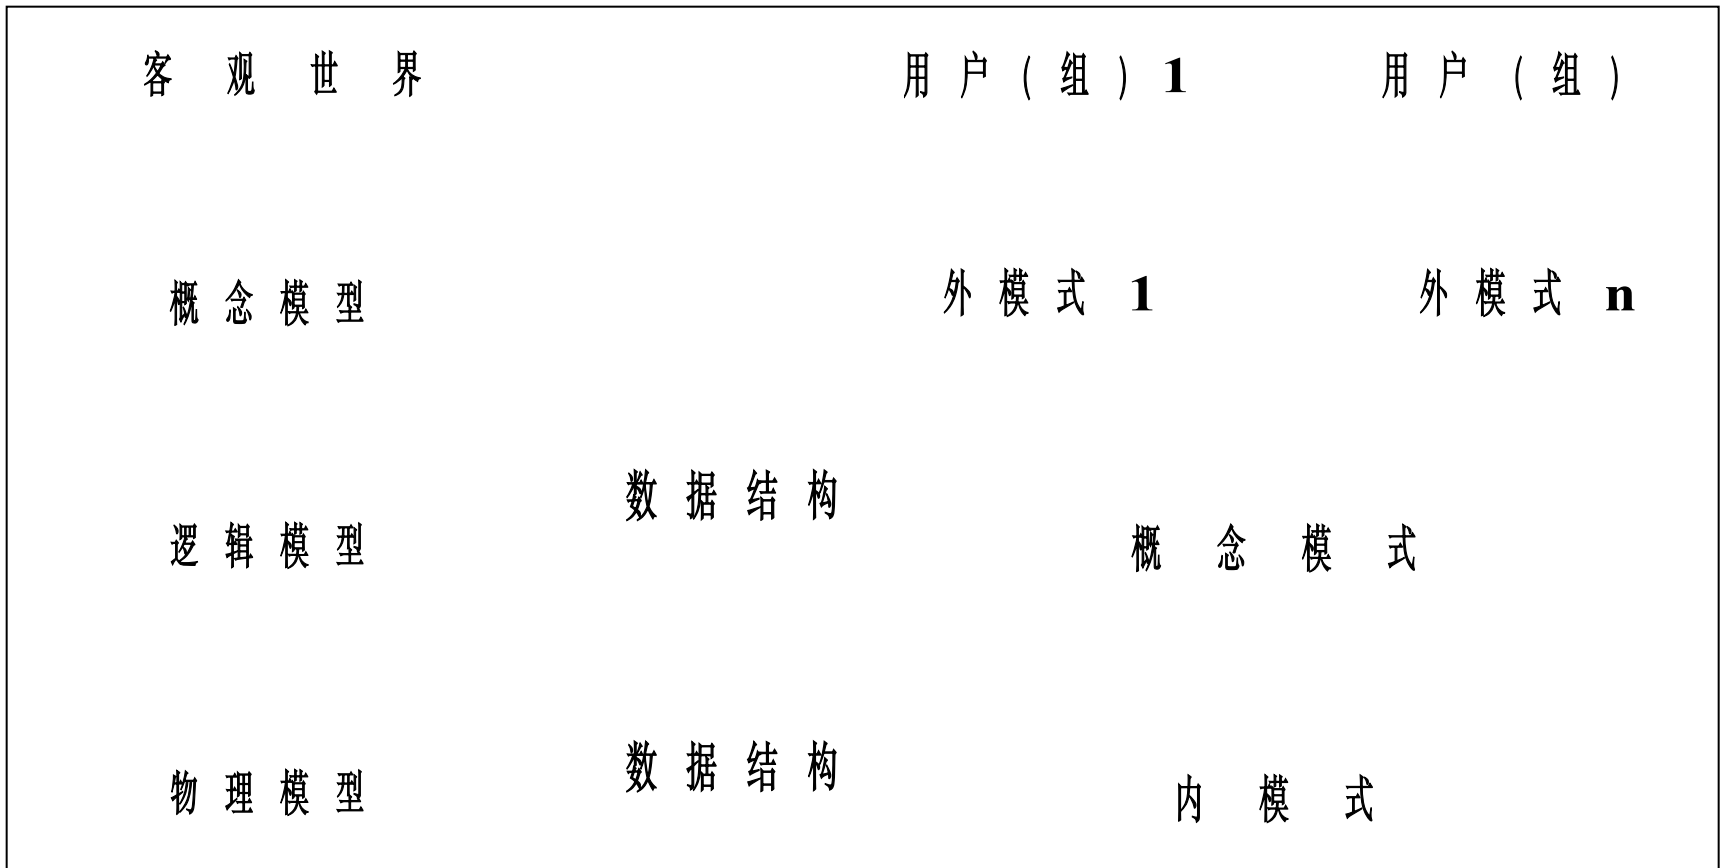 客观世界 用户(组)1 用户(组)
概念模型 外模式1 外模式n
数据结构
逻辑模型 概念模式
数据结构
物理模型 内模式